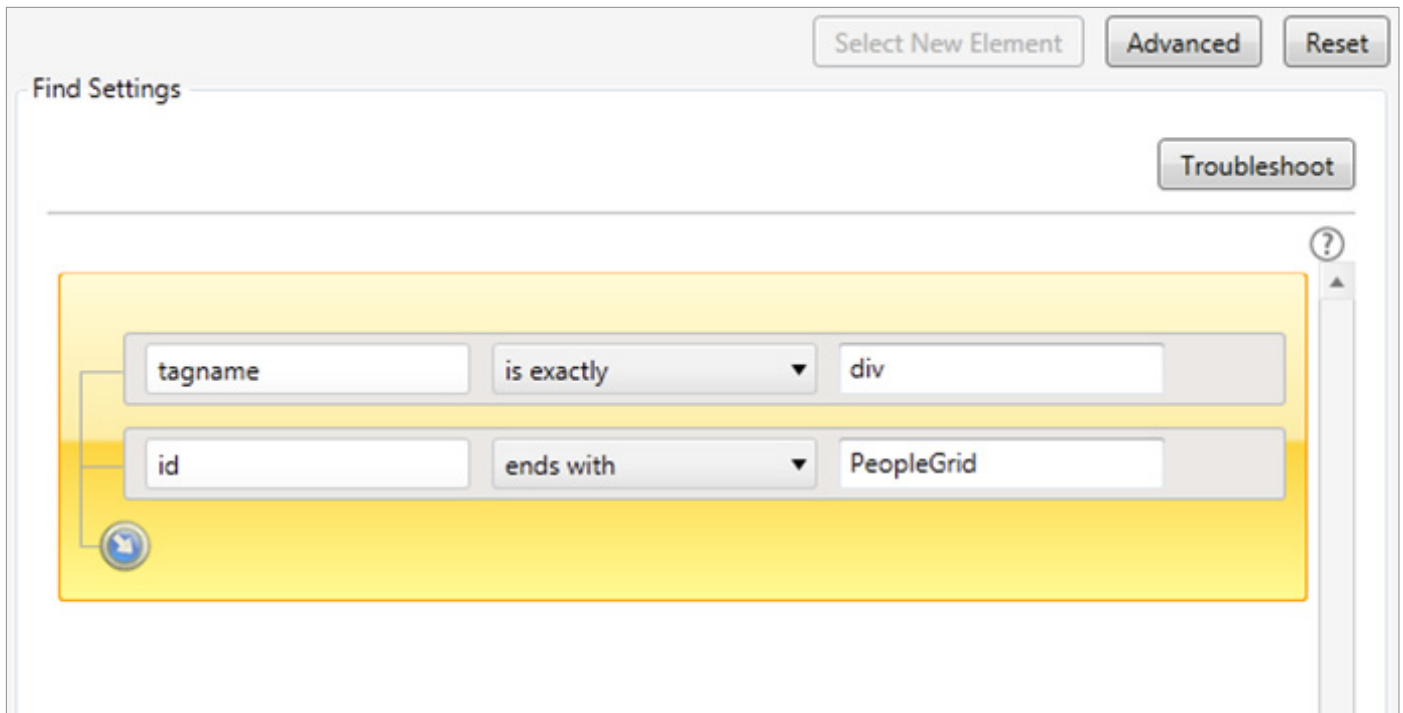 Select New Element Advanced Reset
Find Settings
Troubleshoot
?
tagname is exactly div
id ends with PeopleGrid